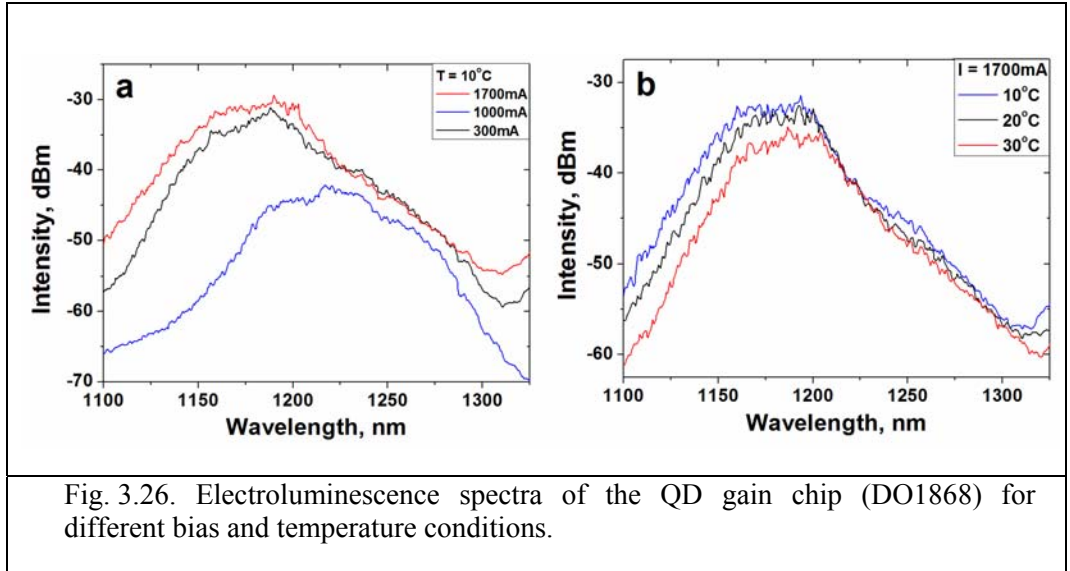 a
T = 10°C
1700mA
1000mA
300mA
-30
-40
-50
-60
-70
Intensity, dBm
1100 1150 1200 1250 1300
Wavelength, nm
b
I = 1700mA
10°C
20°C
30°C
-30
-40
-50
-60
Intensity, dBm
1100 1150 1200 1250 1300
Wavelength, nm
Fig. 3.26. Electroluminescence spectra of the QD gain chip (DO1868) for
different bias and temperature conditions.